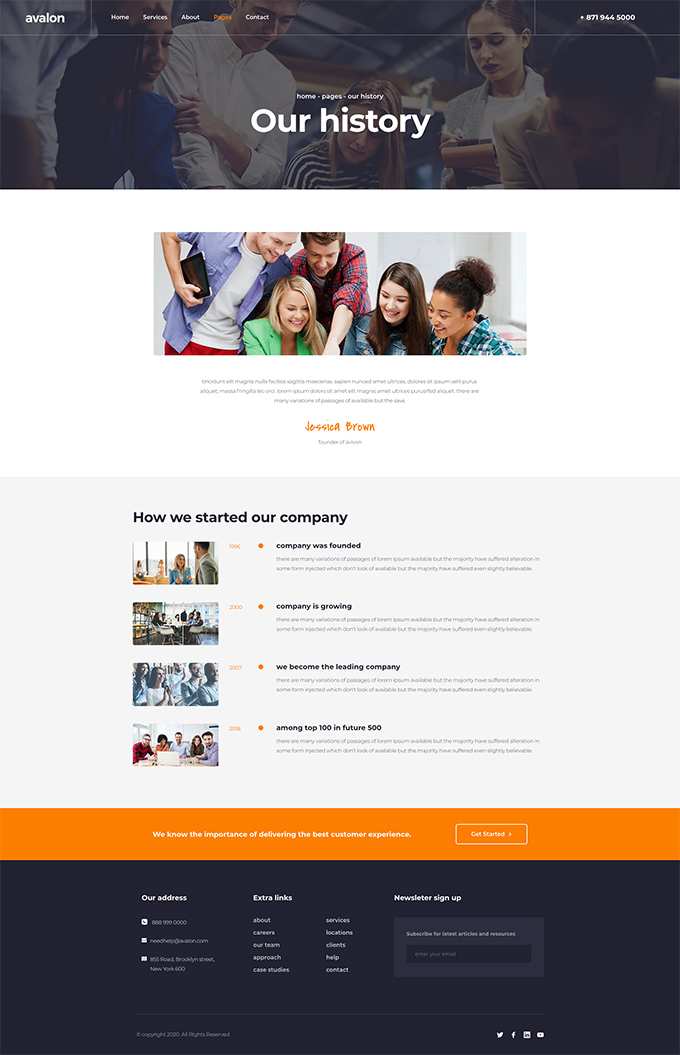 avalon
Home Services About Pages Contact
+ 871 944 5000
home - pages - our history
Our history
tincidunt elit magnis nulla facilisis sagittis maecenas. sapien nunced amet ultrices, dolores sit ipsum velit purus
aliquet, massa fringilla leo orci. lorem ipsum dolors sit amet elit magnis amet ultrices purusrfed aliquet. there are
many variations of passages of available but the save.
Jessica Brown
founder of avivon
How we started our company
1996
company was founded
there are many variations of passages of lorem Ipsum available but the majority have suffered alteration in
some form injected which don't look of available but the majority have suffered even slightly believable.
2000
company is growing
there are many variations of passages of lorem Ipsum available but the majority have suffered alteration in
some form injected which don't look of available but the majority have suffered even slightly believable.
2007
we become the leading company
there are many variations of passages of lorem Ipsum available but the majority have suffered alteration in
some form injected which don't look of available but the majority have suffered even slightly believable.
2018
among top 100 in future 500
there are many variations of passages of lorem Ipsum available but the majority have suffered alteration in
some form injected which don't look of available but the majority have suffered even slightly believable.
We know the importance of delivering the best customer experience.
Get Started >
Our address
888 999 0000
needhelp@avalon.com
855 Road, Brooklyn street,
New York 600
Extra links
about
careers
our team
approach
case studies
services
locations
clients
help
contact
Newsleter sign up
Subscribe for latest articles and resources
enter your email
© copyright 2020. All Rights Reserved